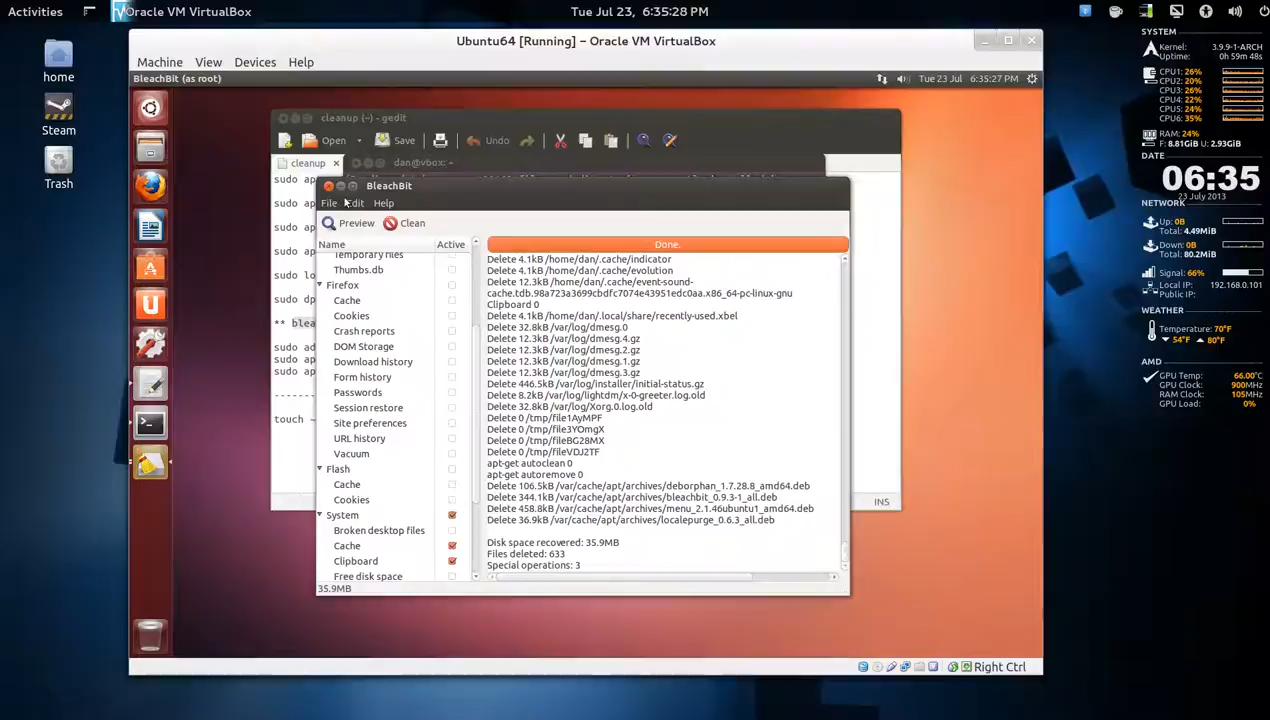 Activities
Oracle VM VirtualBox
Tue Jul 23, 6:35:28 PM
home
Steam
Trash
Ubuntu64 [Running] – Oracle VM VirtualBox
Machine View Devices Help
BleachBit (as root)
Tue 23 Jul 6:35:27 PM
cleanup (~) - gedit
Open Save Undo
cleanup × dan@vbox: ~
sudo ap
sudo ap
sudo ap
sudo ap
sudo lo
sudo dp
** bleac
sudo ad
sudo ap
sudo ap
touch ~
INS
BleachBit
File Edit Help
Preview Clean
Name Active
Temporary files
Thumbs.db
Firefox
Cache
Cookies
Crash reports
DOM Storage
Download history
Form history
Passwords
Session restore
Site preferences
URL history
Vacuum
Flash
Cache
Cookies
System
Broken desktop files
Cache
Clipboard
Free disk space
35.9MB
Done.
Delete 4.1kB /home/dan/.cache/indicator
Delete 4.1kB /home/dan/.cache/evolution
Delete 12.3kB /home/dan/.cache/event-sound-
cache.tdb.98a723a3699cbdfc7074e43951edc0aa.x86_64-pc-linux-gnu
Clipboard 0
Delete 4.1kB /home/dan/.local/share/recently-used.xbel
Delete 32.8kB /var/log/dmesg.0
Delete 12.3kB /var/log/dmesg.4.gz
Delete 12.3kB /var/log/dmesg.2.gz
Delete 12.3kB /var/log/dmesg.1.gz
Delete 12.3kB /var/log/dmesg.3.gz
Delete 446.5kB /var/log/installer/initial-status.gz
Delete 8.2kB /var/log/lightdm/x-0-greeter.log.old
Delete 32.8kB /var/log/Xorg.0.log.old
Delete 0 /tmp/file1AyMPF
Delete 0 /tmp/file3YOmgX
Delete 0 /tmp/fileBG28MX
Delete 0 /tmp/fileVDJ2TF
apt-get autoclean 0
apt-get autoremove 0
Delete 106.5kB /var/cache/apt/archives/deborphan_1.7.28.8_amd64.deb
Delete 344.1kB /var/cache/apt/archives/bleachbit_0.9.3-1_all.deb
Delete 458.8kB /var/cache/apt/archives/menu_2.1.46ubuntu1_amd64.deb
Delete 36.9kB /var/cache/apt/archives/localepurge_0.6.3_all.deb
Disk space recovered: 35.9MB
Files deleted: 633
Special operations: 3
Right Ctrl
SYSTEM
Kernel: 3.9.9-1-ARCH
Uptime: 0h 59m 48s
CPU1: 26%
CPU2: 20%
CPU3: 26%
CPU4: 22%
CPU5: 24%
CPU6: 35%
RAM: 24%
F: 8.81GiB U: 2.93GiB
DATE
06:35
23 July 2013
NETWORK
Up: 0B
Total: 4.49MiB
Down: 0B
Total: 80.2MiB
Signal: 66%
Local IP: 192.168.0.101
Public IP:
WEATHER
Temperature: 70°F
54°F 80°F
AMD
GPU Temp: 66.00°C
GPU Clock: 900MHz
RAM Clock: 105MHz
GPU Load: 0%